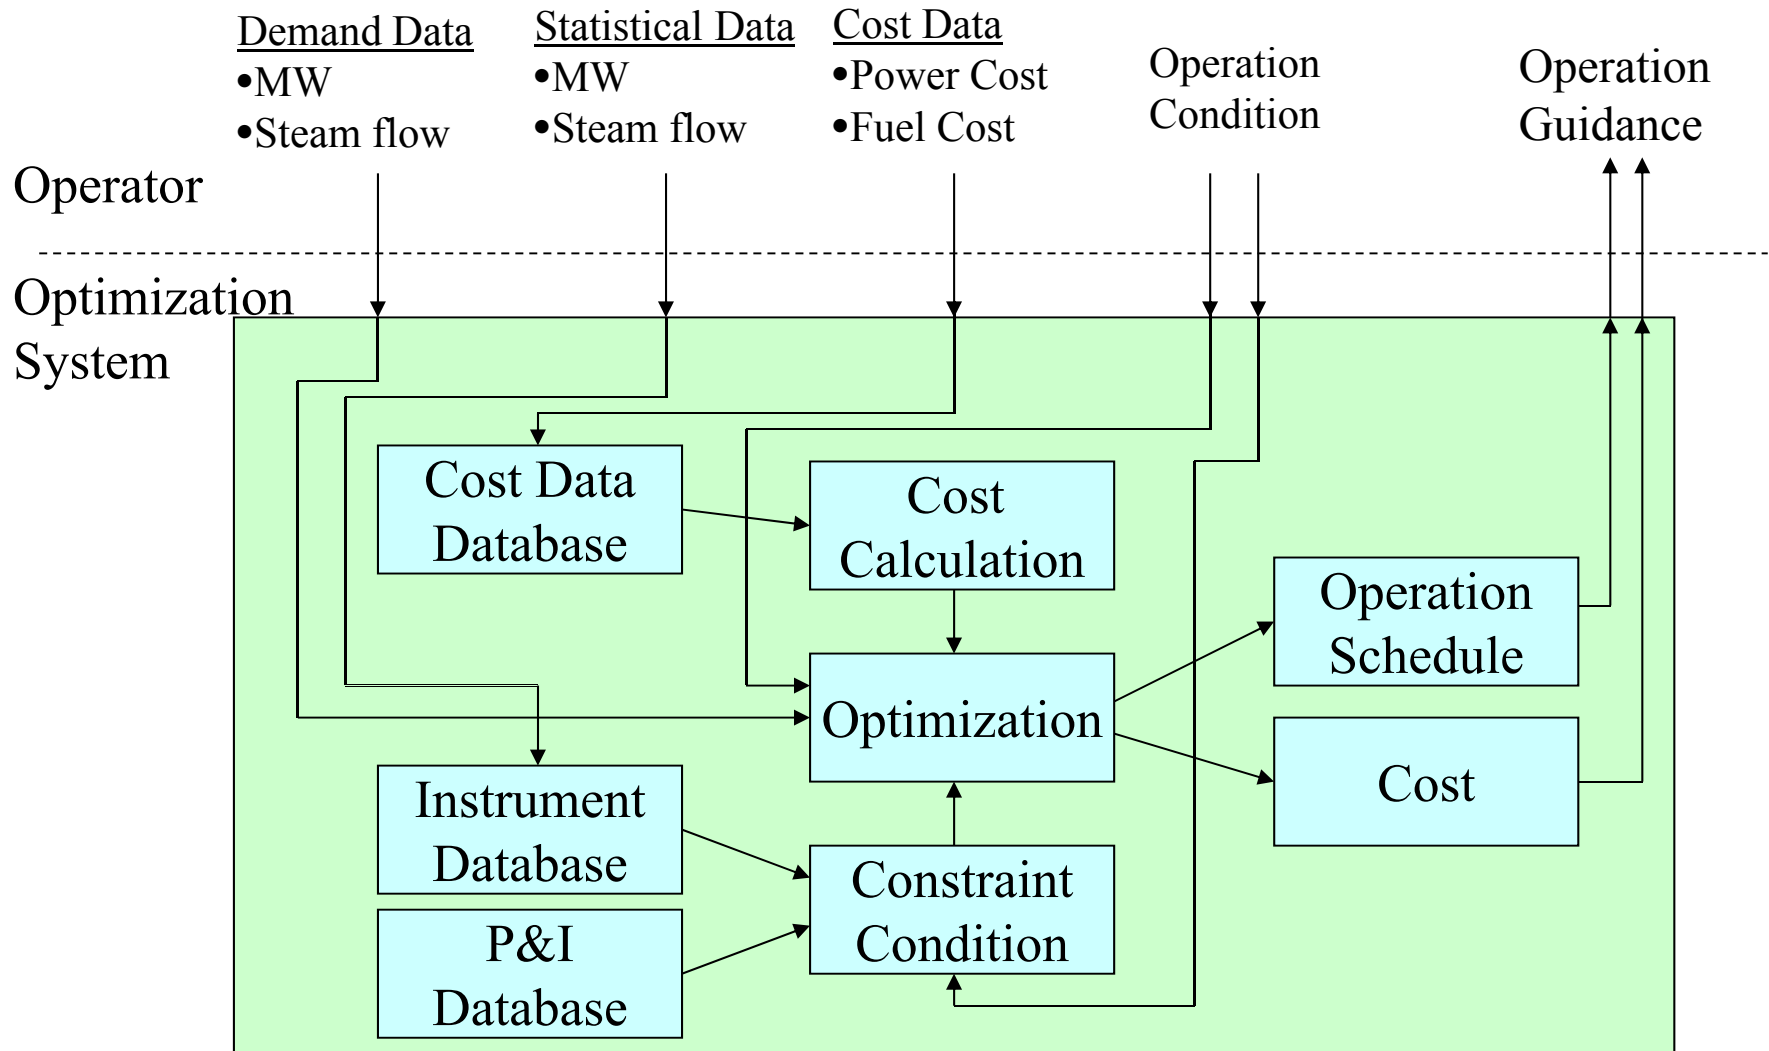 Demand Data
•MW
•Steam flow
Statistical Data
•MW
•Steam flow
Cost Data
•Power Cost
•Fuel Cost
Operation
Condition
Operation
Guidance
Operator
Optimization
System
Cost Data
Database
Cost
Calculation
Operation
Schedule
Optimization
Cost
Instrument
Database
Constraint
Condition
P&I
Database